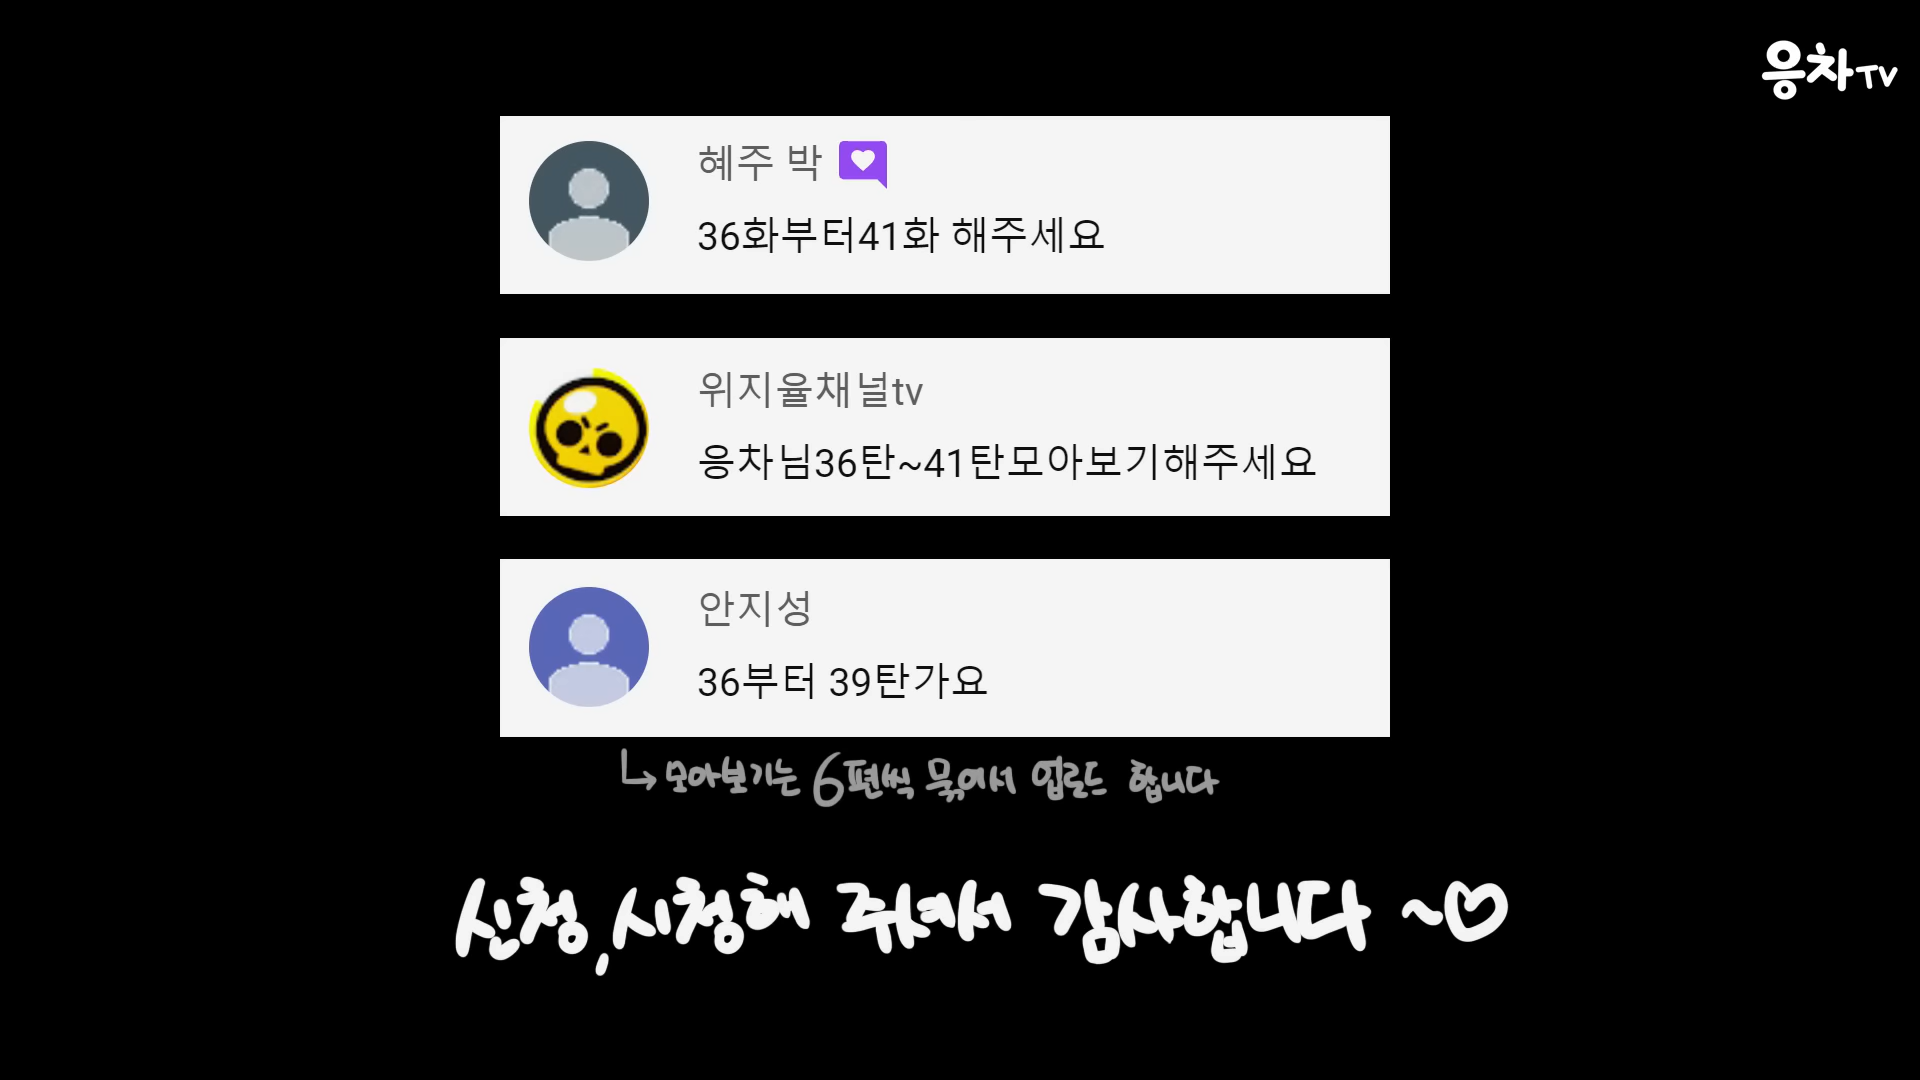 응차TV
혜주 박
36화부터41화 해주세요
위지율채널tv
응차님36탄~41탄모아보기해주세요
안지성
36부터 39탄가요
↳ 모아보기는 6편씩 묶어서 업로드 합니다
신청, 시청해 주셔서 감사합니다 ~♡